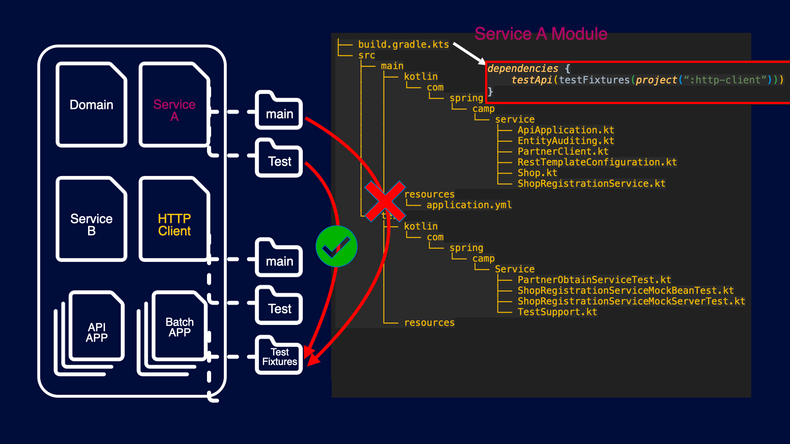 Service A Module
Domain
Service
A
main
Test
Service
B
HTTP
Client
main
Test
API
APP
Batch
APP
Test
Fixtures
build.gradle.kts
src
main
kotlin
com
spring
camp
service
ApiApplication.kt
EntityAuditing.kt
PartnerClient.kt
RestTemplateConfiguration.kt
Shop.kt
ShopRegistrationService.kt
resources
application.yml
kotlin
com
spring
camp
Service
PartnerObtainServiceTest.kt
ShopRegistrationServiceMockBeanTest.kt
ShopRegistrationServiceMockServerTest.kt
TestSupport.kt
resources
dependencies {
testApi(testFixtures(project(":http-client")))
}